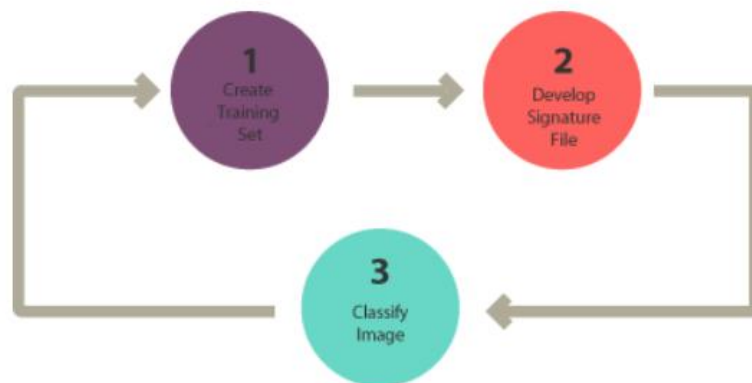 1
Create
Training
Set
2
Develop
Signature
File
3
Classify
Image